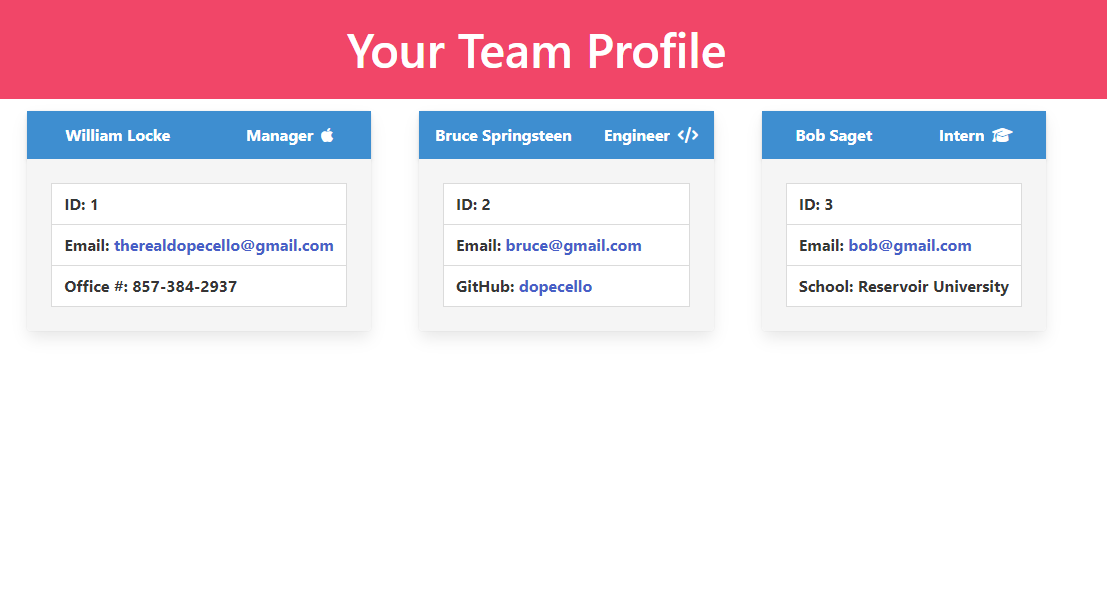 Your Team Profile
William Locke Manager
ID: 1
Email: therealdopecello@gmail.com
Office #: 857-384-2937
Bruce Springsteen Engineer
ID: 2
Email: bruce@gmail.com
GitHub: dopecello
Bob Saget Intern
ID: 3
Email: bob@gmail.com
School: Reservoir University